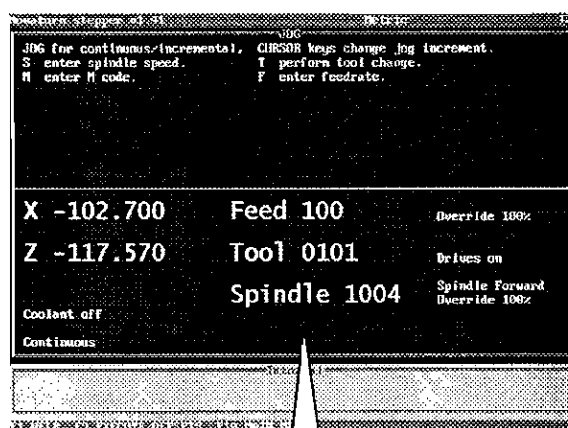 Metric
JOG
JOG for continuous/incremental, CURSOR keys change jog increment.
S enter spindle speed. T perform tool change.
M enter M code. F enter feedrate.
X -102.700 Feed 100 Override 100%
Z -117.570 Tool 0101 Drives on
Spindle 1004 Spindle Forward
Override 100%
Coolant off
Continuous